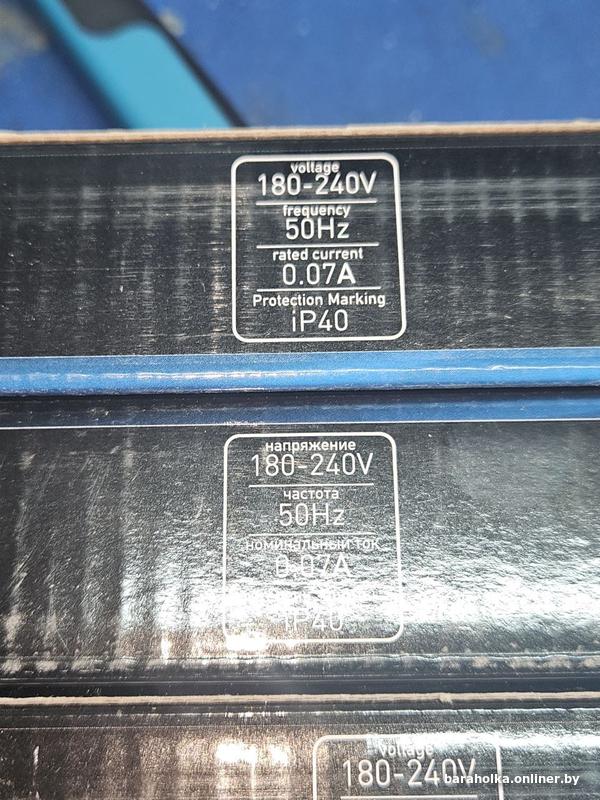 voltage
180-240V
frequency
50Hz
rated current
0.07A
Protection Marking
iP40
напряжение
180-240V
частота
50Hz
номинальный ток
0.07A
iP40
voltage
180-240V
baraholka.onliner.by